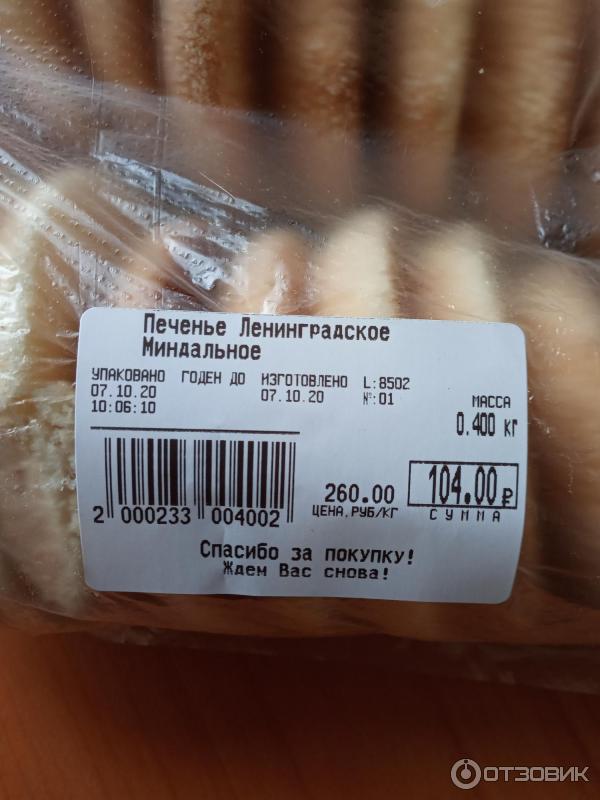 Печенье Ленинградское
Миндальное
УПАКОВАНО ГОДЕН ДО ИЗГОТОВЛЕНО L:8502
07.10.20 07.10.20 №:01
10:06:10
МАССА
0.400 кг
2 000233 004002
260.00
ЦЕНА,РУБ/КГ
104.00₽
СУММА
Спасибо за покупку!
Ждем Вас снова!
ОТЗОВИК